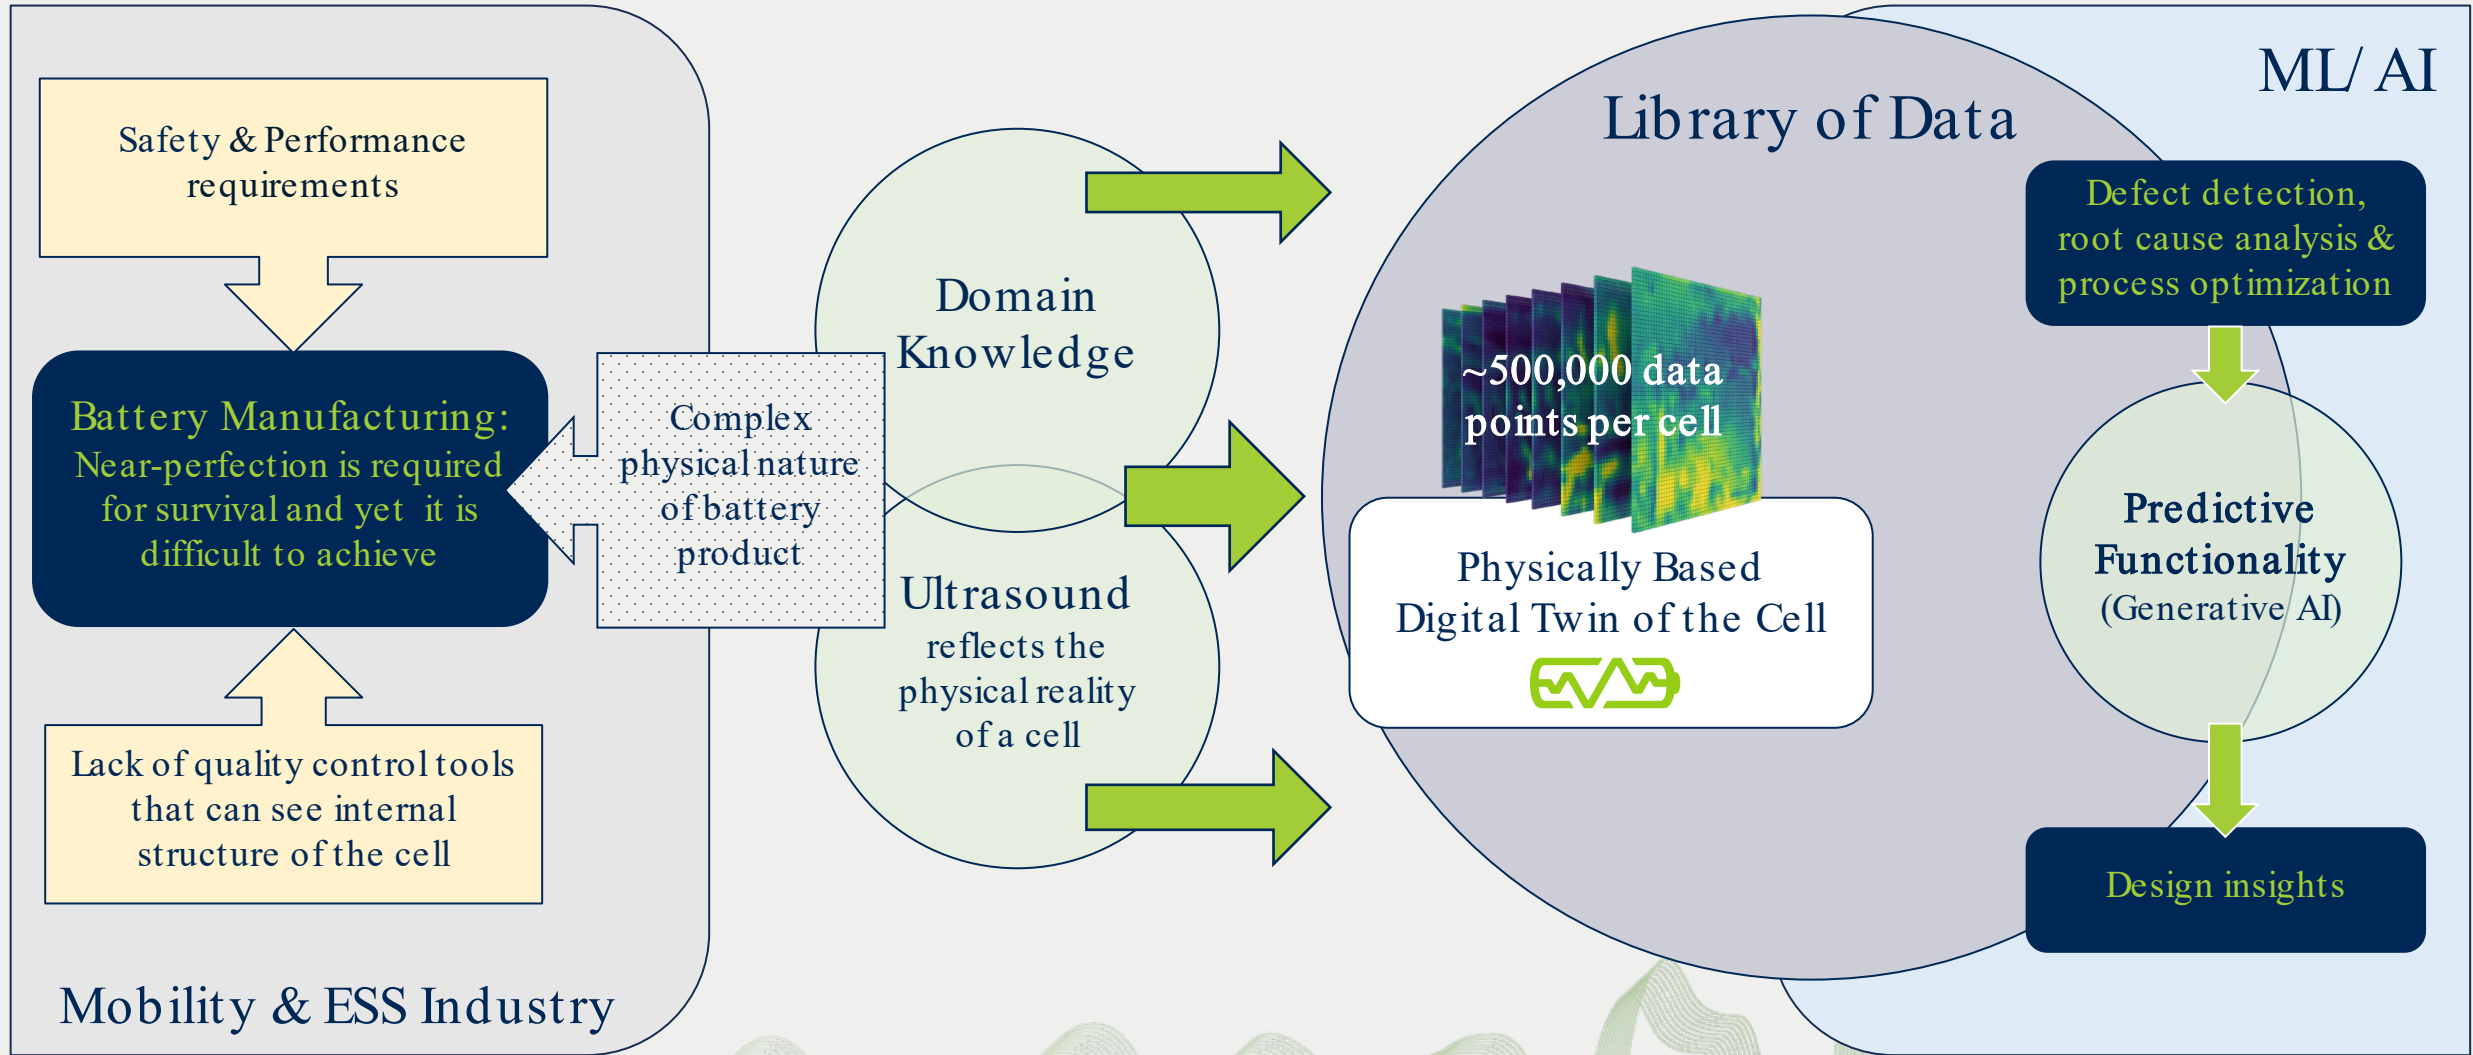 Safety & Performance
requirements
Battery Manufacturing:
Near-perfection is required
for survival and yet it is
difficult to achieve
Lack of quality control tools
that can see internal
structure of the cell
Mobility & ESS Industry
Complex
physical nature
of battery
product
Domain
Knowledge
Ultrasound
reflects the
physical reality
of a cell
Library of Data
~500,000 data
points per cell
Physically Based
Digital Twin of the Cell
ML/AI
Defect detection,
root cause analysis &
process optimization
Predictive
Functionality
(Generative AI)
Design insights